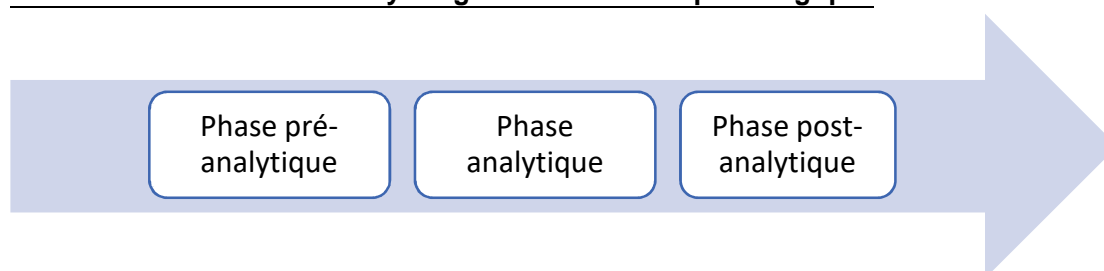 Phase pré-
analytique
Phase
analytique
Phase post-
analytique